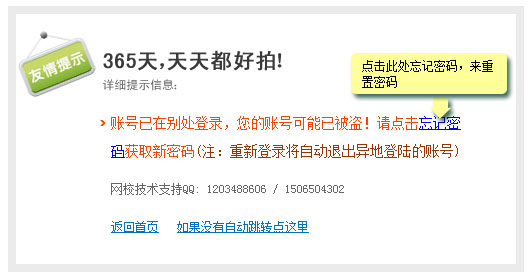 友情提示
365天,天天都好拍!
详细提示信息:
点击此处忘记密码，来重
置密码
账号已在别处登录，您的账号可能已被盗！请点击忘记密
码获取新密码(注：重新登录将自动退出异地登陆的账号)
网校技术支持QQ: 1203488606 / 1506504302
返回首页 如果没有自动跳转点这里